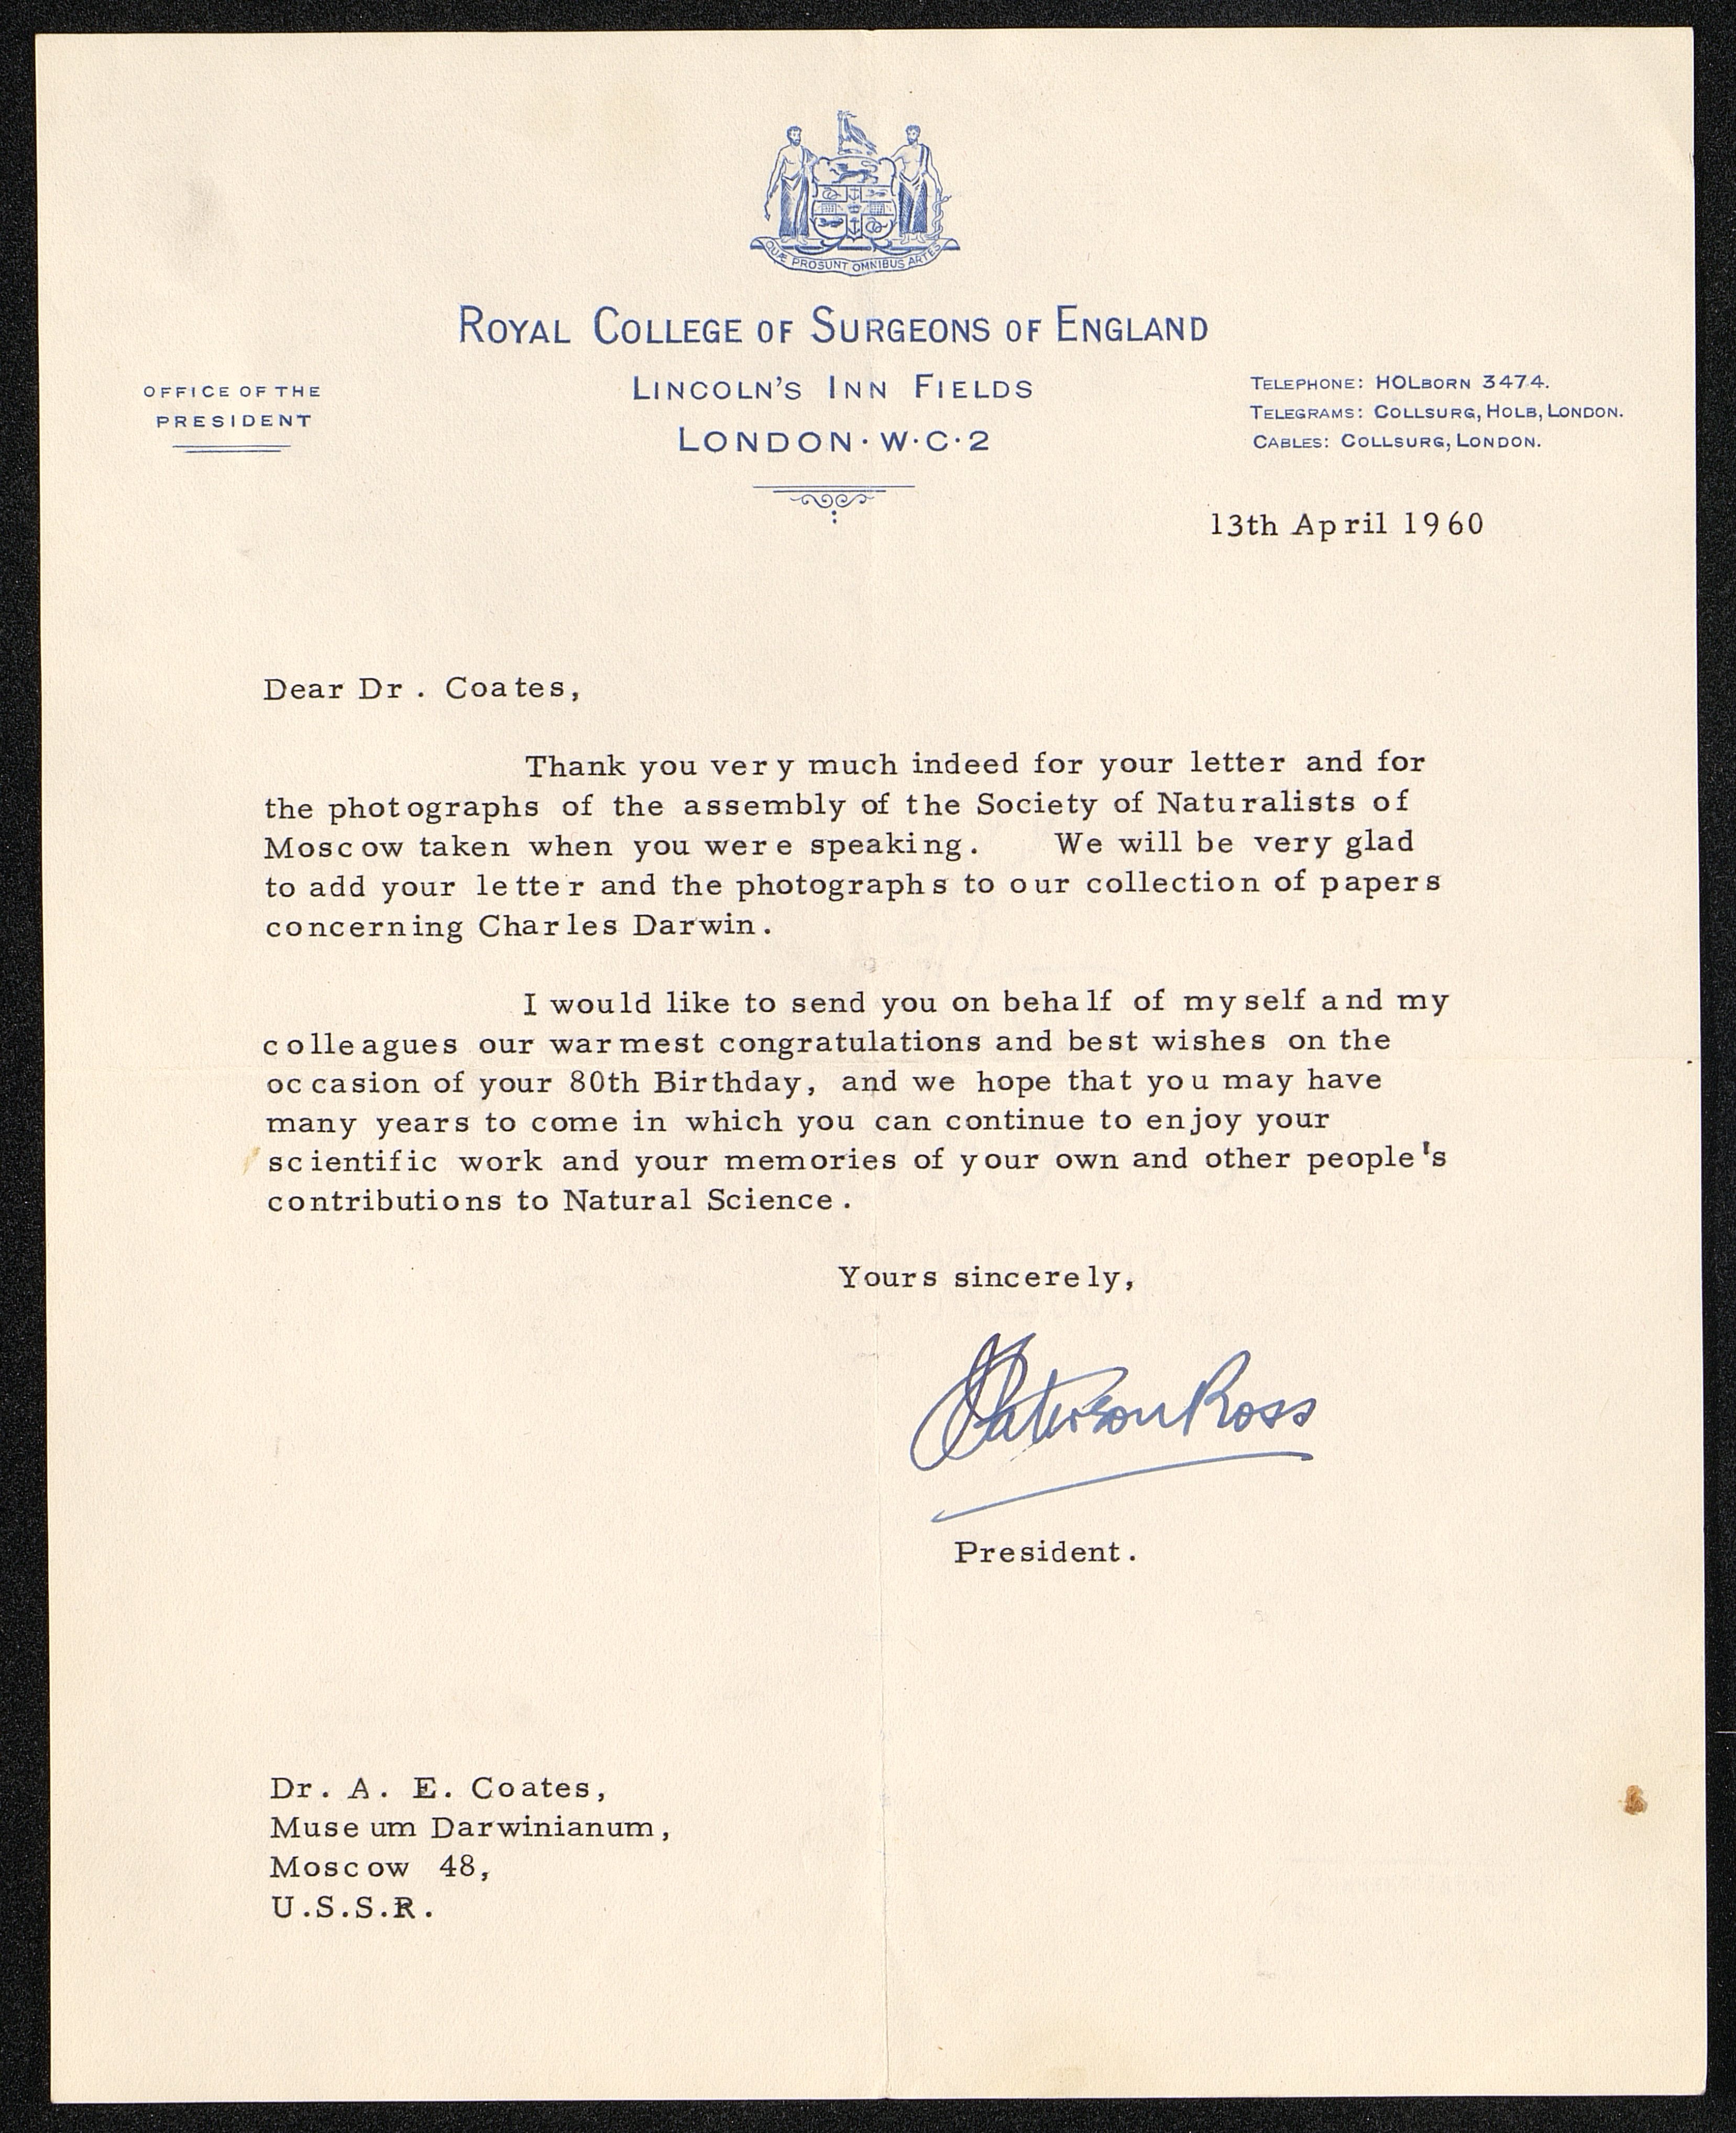 QUÆ PROSUNT OMNIBUS ARTES
ROYAL COLLEGE OF SURGEONS OF ENGLAND
OFFICE OF THE
PRESIDENT
LINCOLN'S INN FIELDS
LONDON·W·C·2
TELEPHONE: HOLBORN 3474.
TELEGRAMS: COLLSURG, HOLB, LONDON.
CABLES: COLLSURG, LONDON.
13th April 1960
Dear Dr. Coates,
Thank you very much indeed for your letter and for
the photographs of the assembly of the Society of Naturalists of
Moscow taken when you were speaking. We will be very glad
to add your letter and the photographs to our collection of papers
concerning Charles Darwin.
I would like to send you on behalf of myself and my
colleagues our warmest congratulations and best wishes on the
occasion of your 80th Birthday, and we hope that you may have
many years to come in which you can continue to enjoy your
scientific work and your memories of your own and other people's
contributions to Natural Science.
Yours sincerely,
Paterson Ross
President.
Dr. A. E. Coates,
Museum Darwinianum,
Moscow 48,
U.S.S.R.